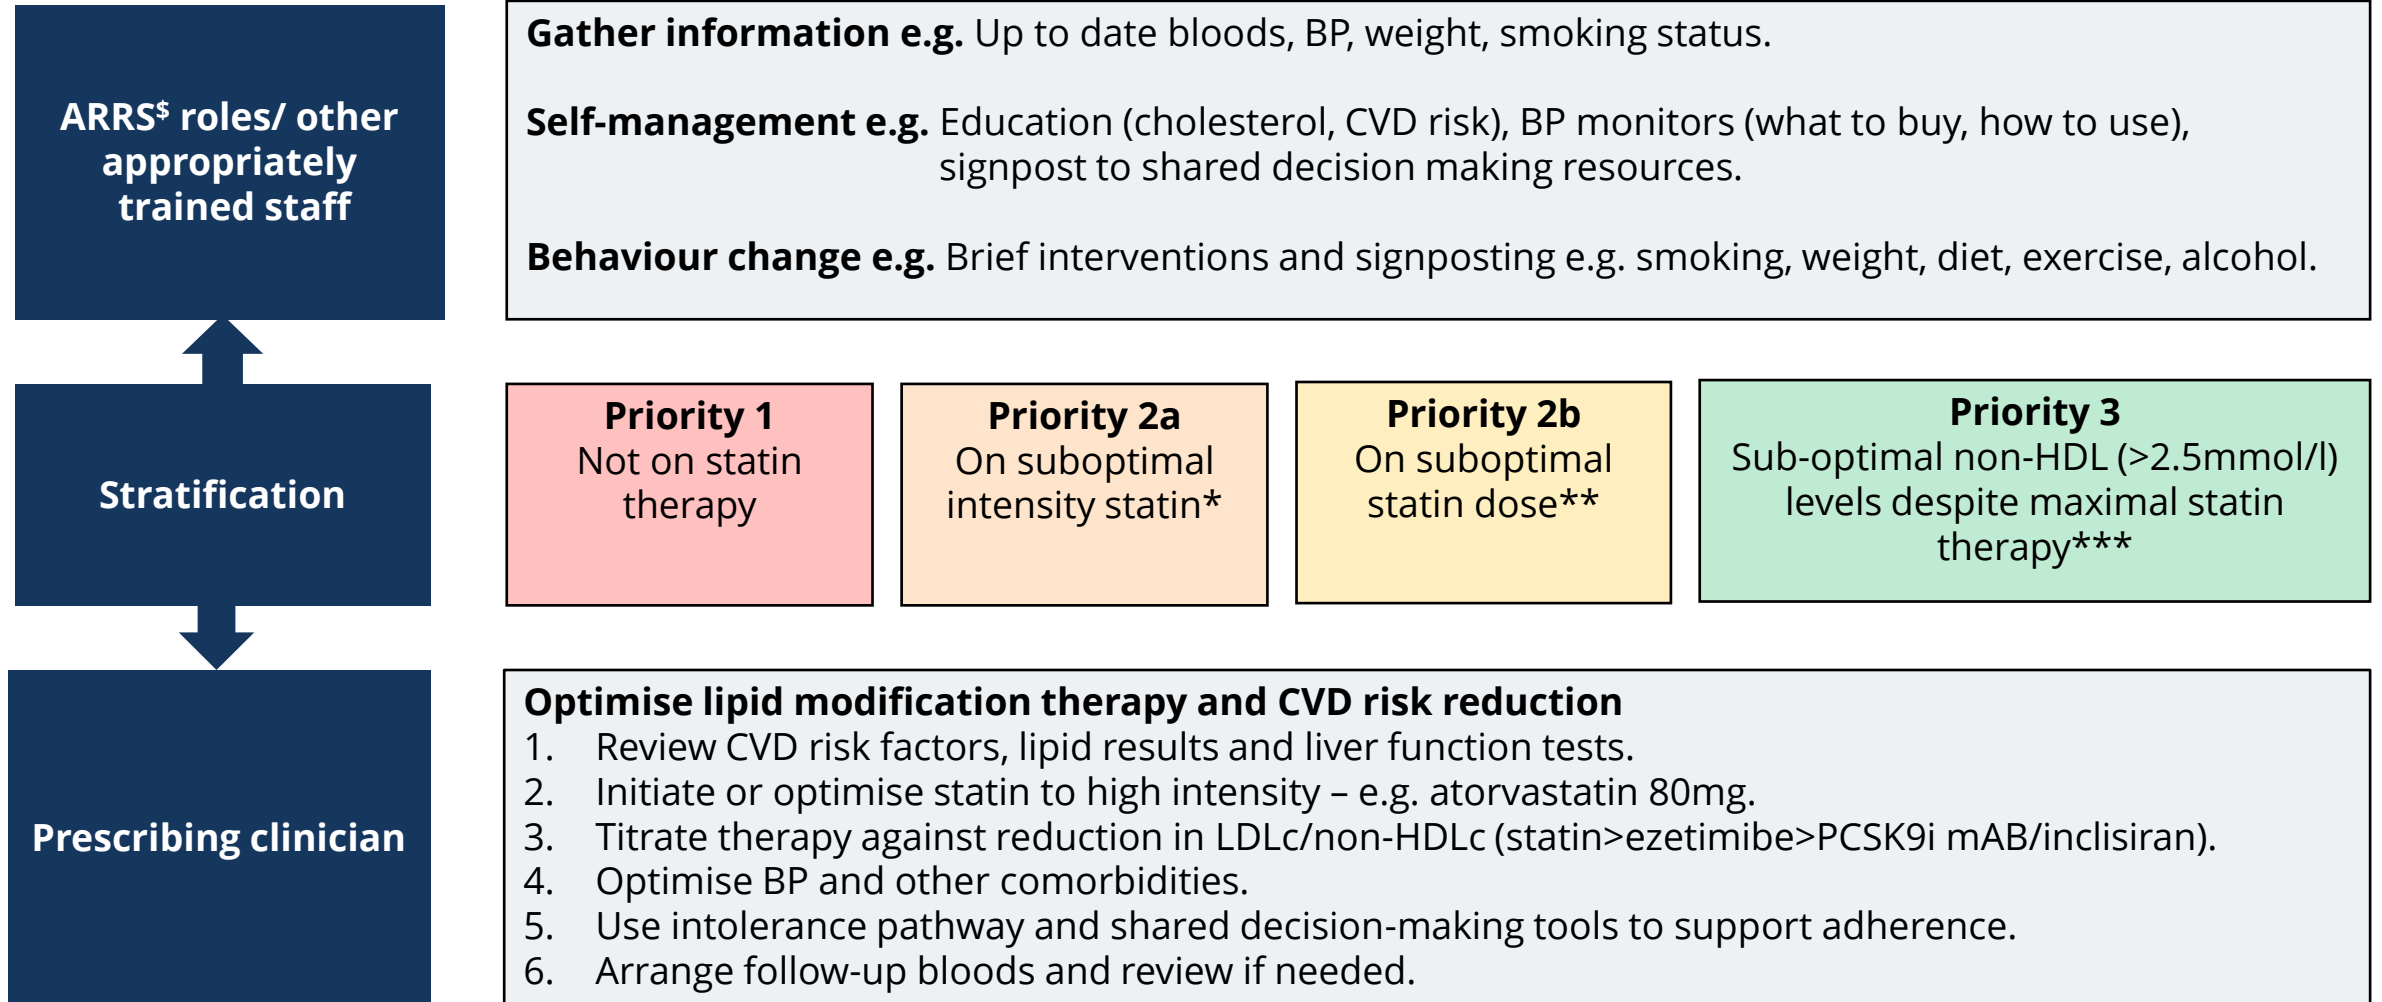 ARRS$ roles/ other
appropriately
trained staff
Gather information e.g. Up to date bloods, BP, weight, smoking status.
Self-management e.g. Education (cholesterol, CVD risk), BP monitors (what to buy, how to use),
signpost to shared decision making resources.
Behaviour change e.g. Brief interventions and signposting e.g. smoking, weight, diet, exercise, alcohol.
Stratification
Priority 1
Not on statin
therapy
Priority 2a
On suboptimal
intensity statin*
Priority 2b
On suboptimal
statin dose**
Priority 3
Sub-optimal non-HDL (>2.5mmol/l)
levels despite maximal statin
therapy***
Prescribing clinician
Optimise lipid modification therapy and CVD risk reduction
1. Review CVD risk factors, lipid results and liver function tests.
2. Initiate or optimise statin to high intensity – e.g. atorvastatin 80mg.
3. Titrate therapy against reduction in LDLc/non-HDLc (statin>ezetimibe>PCSK9i mAB/inclisiran).
4. Optimise BP and other comorbidities.
5. Use intolerance pathway and shared decision-making tools to support adherence.
6. Arrange follow-up bloods and review if needed.